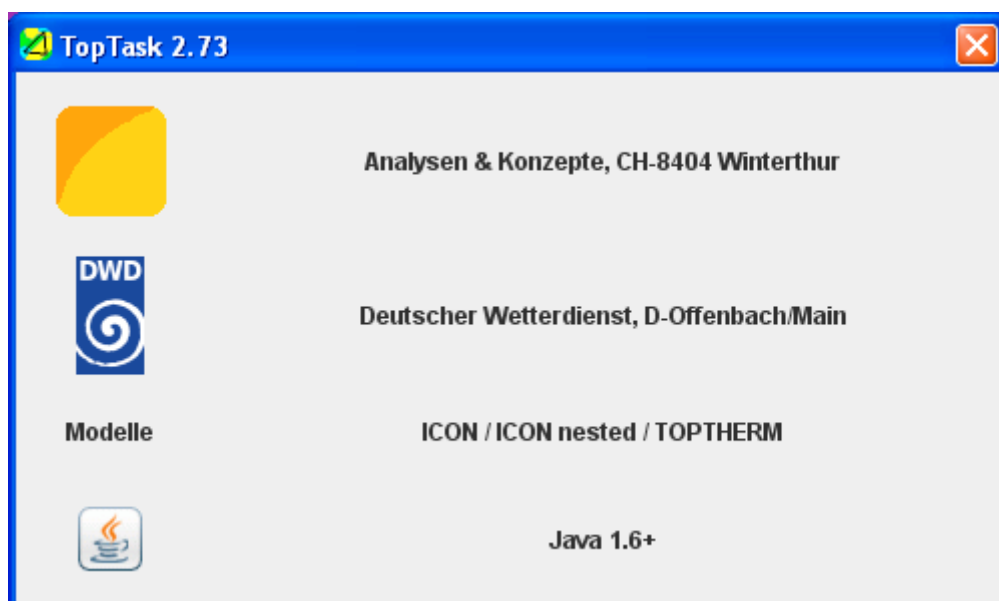 TopTask 2.73
Analysen & Konzepte, CH-8404 Winterthur
DWD
Deutscher Wetterdienst, D-Offenbach/Main
Modelle ICON / ICON nested / TOPTHERM
Java 1.6+